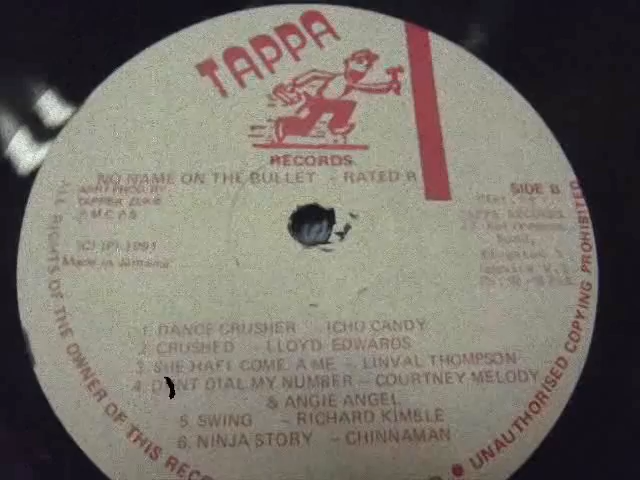 TAPPA
RECORDS
NO NAME ON THE BULLET - RATED R
SIDE B
(C) (P) 1991
Made in Jamaica
1. DANCE CRUSHER - ICHO CANDY
2 CRUSHED - LLOYD EDWARDS
3. SHE HAFE COME A ME - LINVAL THOMPSON
4. DONT DIAL MY NUMBER - COURTNEY MELODY
& ANGIE ANGEL
5. SWING - RICHARD KIMBLE
6. NINJA STORY - CHINNAMAN
ALL RIGHTS OF THE OWNER OF THIS RECO
UNAUTHORISED COPYING PROHIBITED